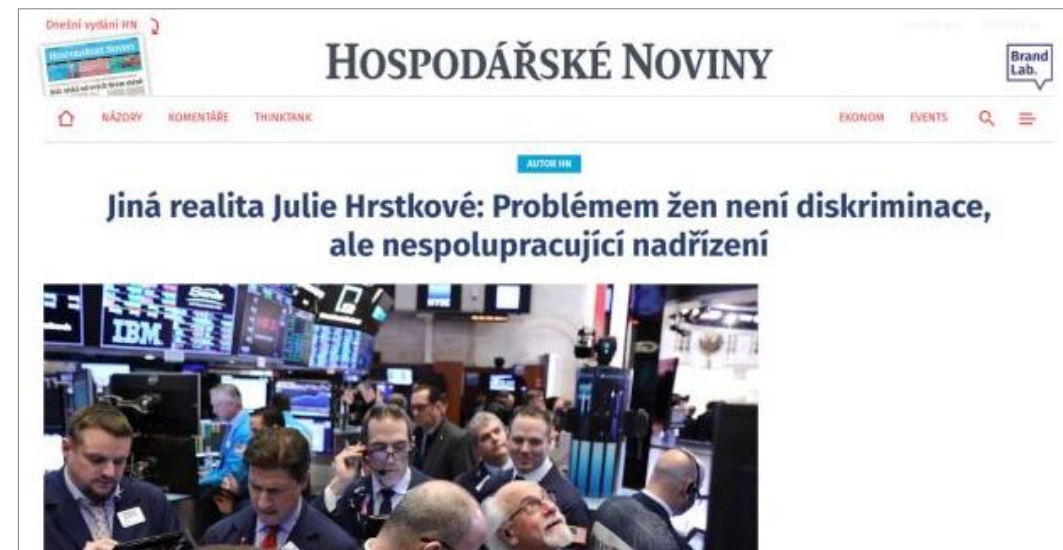 Dnešní vydání HN
HOSPODÁŘSKÉ NOVINY
Brand
Lab.
NÁZORY
KOMENTÁŘE
THINKTANK
EKONOM
EVENTS
AUTOR HN
Jiná realita Julie Hrstkové: Problémem žen není diskriminace,
ale nespolupracující nadřízení
IBM